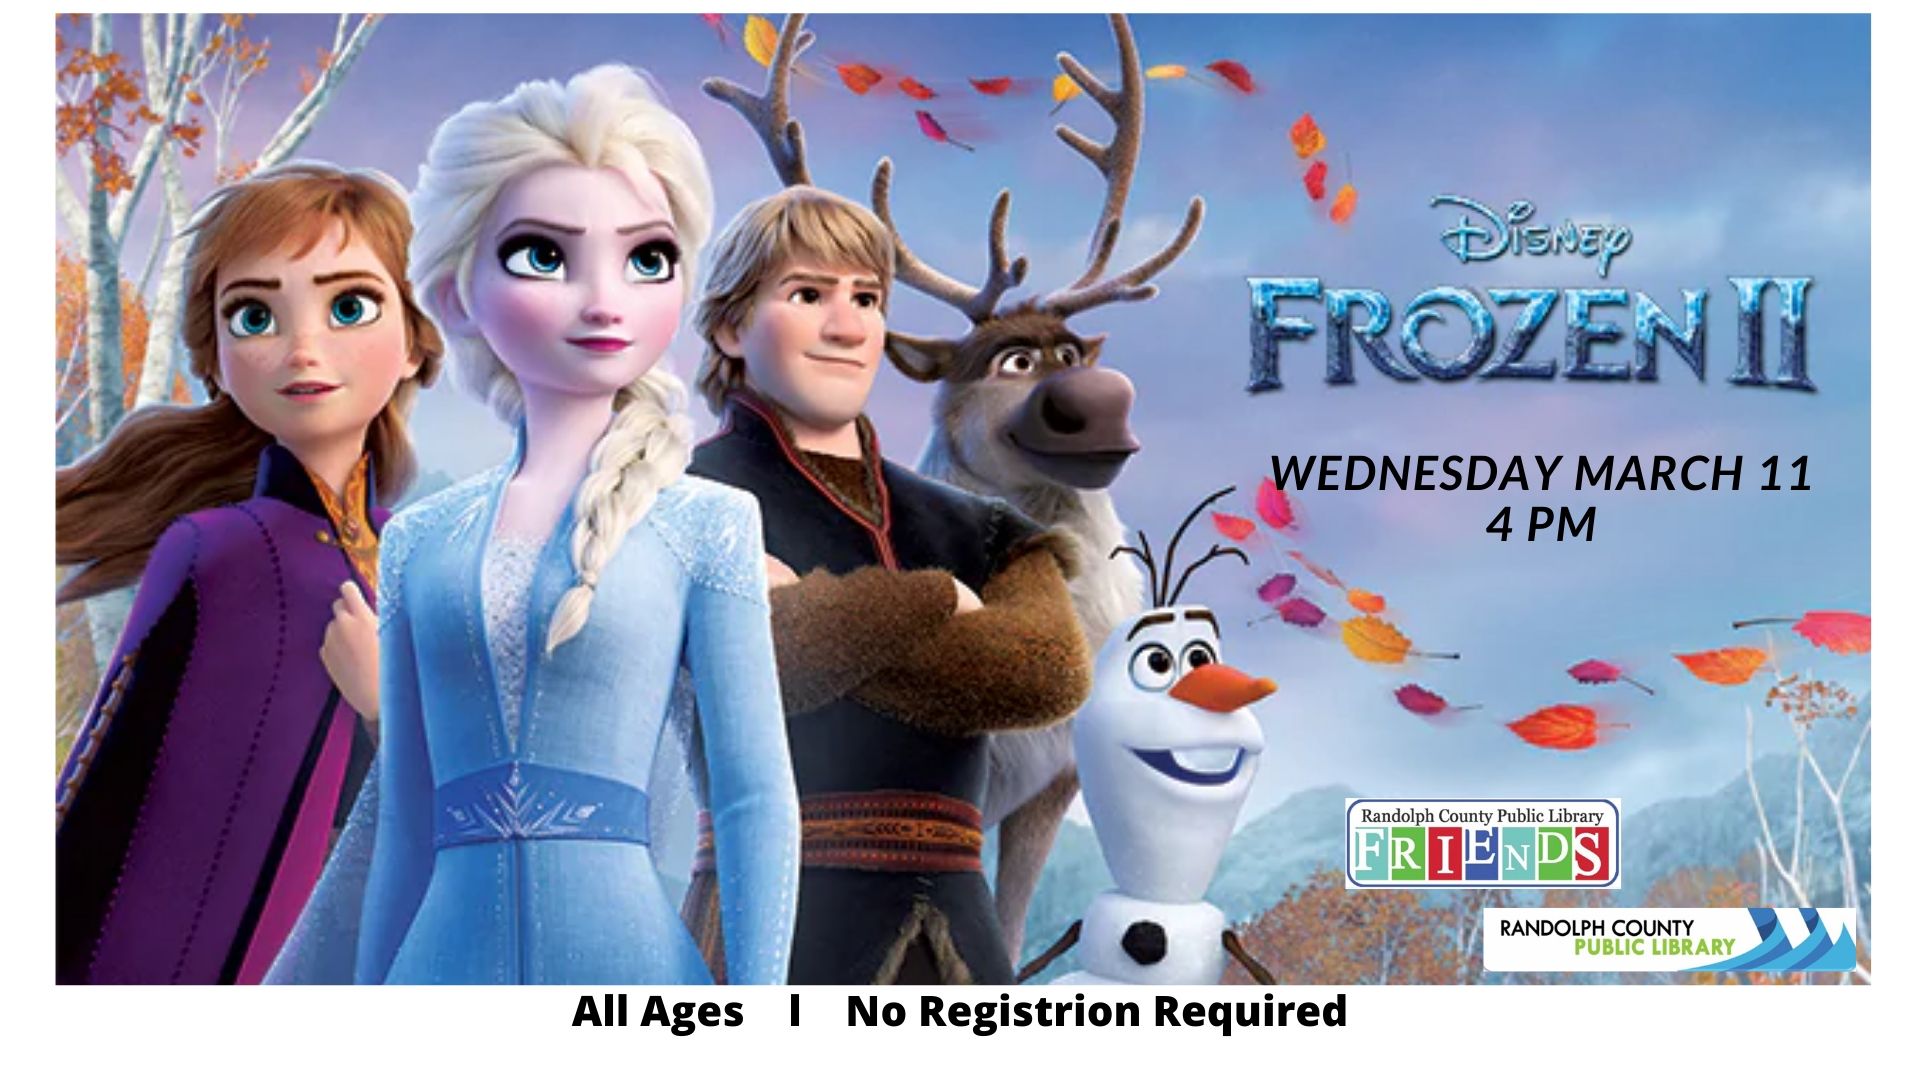 Disney
FROZEN II
WEDNESDAY MARCH 11
4 PM
Randolph County Public Library
FRIENDS
RANDOLPH COUNTY
PUBLIC LIBRARY
All Ages l No Registrion Required